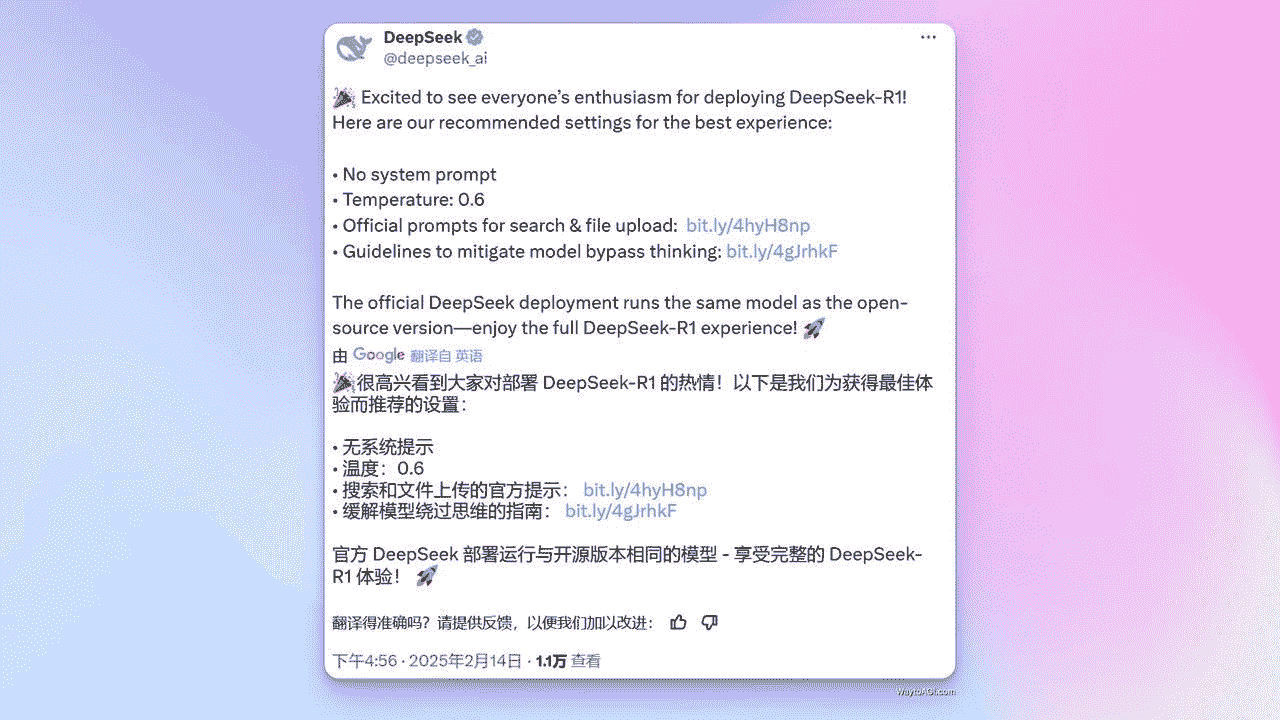 DeepSeek
@deepseek_ai
🎉 Excited to see everyone’s enthusiasm for deploying DeepSeek-R1!
Here are our recommended settings for the best experience:
• No system prompt
• Temperature: 0.6
• Official prompts for search & file upload: bit.ly/4hyH8np
• Guidelines to mitigate model bypass thinking: bit.ly/4gJrhkF
The official DeepSeek deployment runs the same model as the open-
source version—enjoy the full DeepSeek-R1 experience! 🚀
由 Google 翻译自 英语
🎉很高兴看到大家对部署 DeepSeek-R1 的热情！以下是我们为获得最佳体
验而推荐的设置：
• 无系统提示
• 温度：0.6
• 搜索和文件上传的官方提示： bit.ly/4hyH8np
• 缓解模型绕过思维的指南： bit.ly/4gJrhkF
官方 DeepSeek 部署运行与开源版本相同的模型 - 享受完整的 DeepSeek-
R1 体验！ 🚀
翻译得准确吗？请提供反馈，以便我们加以改进：
下午4:56 · 2025年2月14日 · 1.1万 查看
WaytoAGI.com